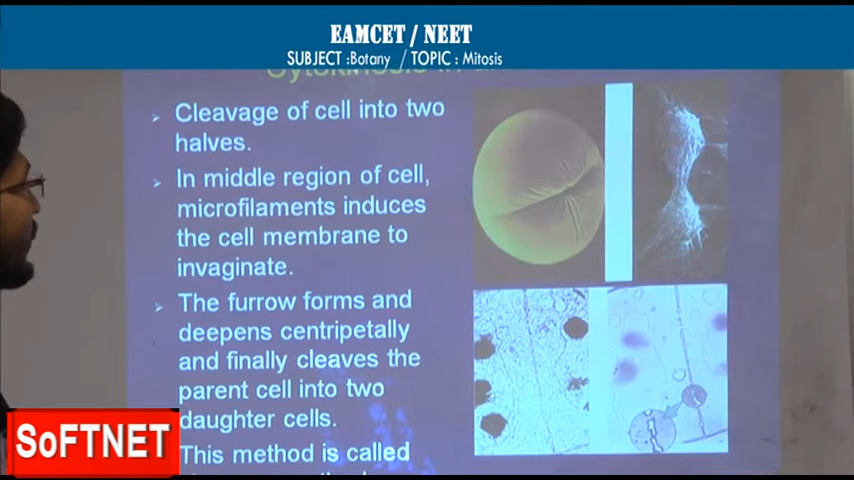 EAMCET / NEET
SUBJECT :Botany / TOPIC : Mitosis
Cleavage of cell into two
halves.
In middle region of cell,
microfilaments induces
the cell membrane to
invaginate.
The furrow forms and
deepens centripetally
and finally cleaves the
parent cell into two
daughter cells.
This method is called
SoFTNET